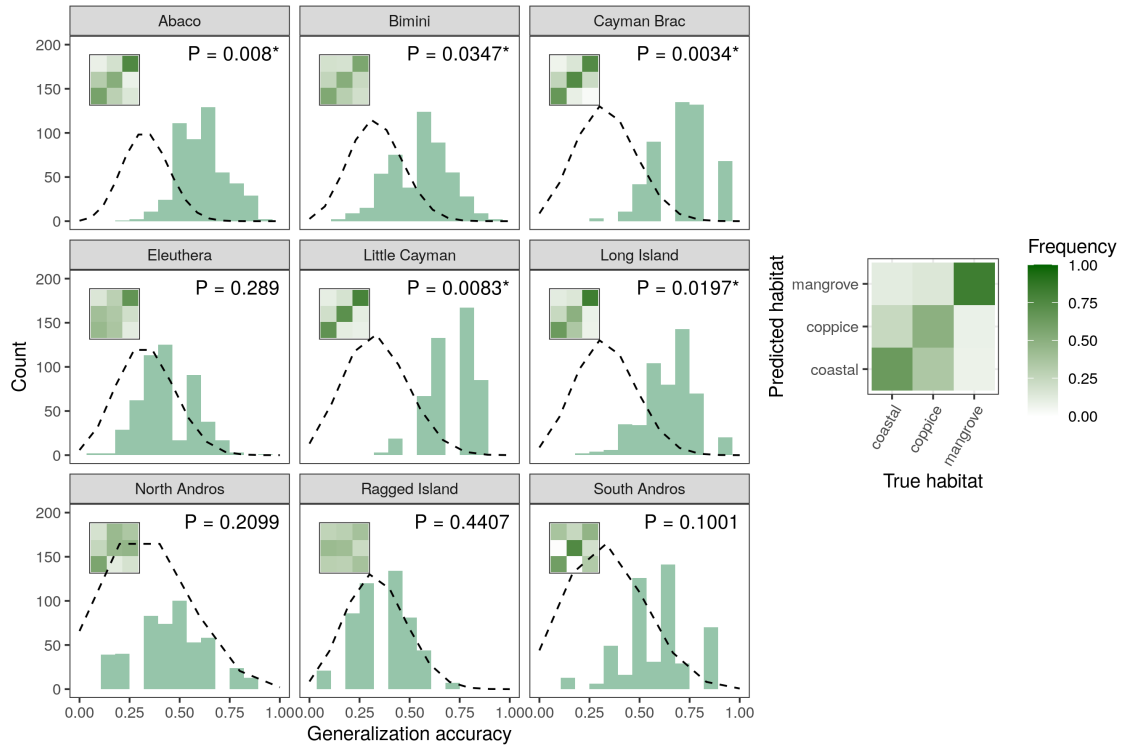 Abaco
Bimini
Cayman Brac
200
150
100
50
0
P = 0.008*
P = 0.0347*
P = 0.0034*
Eleuthera
Little Cayman
Long Island
200
150
100
50
0
P = 0.289
P = 0.0083*
P = 0.0197*
North Andros
Ragged Island
South Andros
200
150
100
50
0
P = 0.2099
P = 0.4407
P = 0.1001
Count
0.00 0.25 0.50 0.75 1.00
0.00 0.25 0.50 0.75 1.00
0.00 0.25 0.50 0.75 1.00
Generalization accuracy
Predicted habitat
mangrove
coppice
coastal
coastal
coppice
mangrove
True habitat
Frequency
1.00
0.75
0.50
0.25
0.00